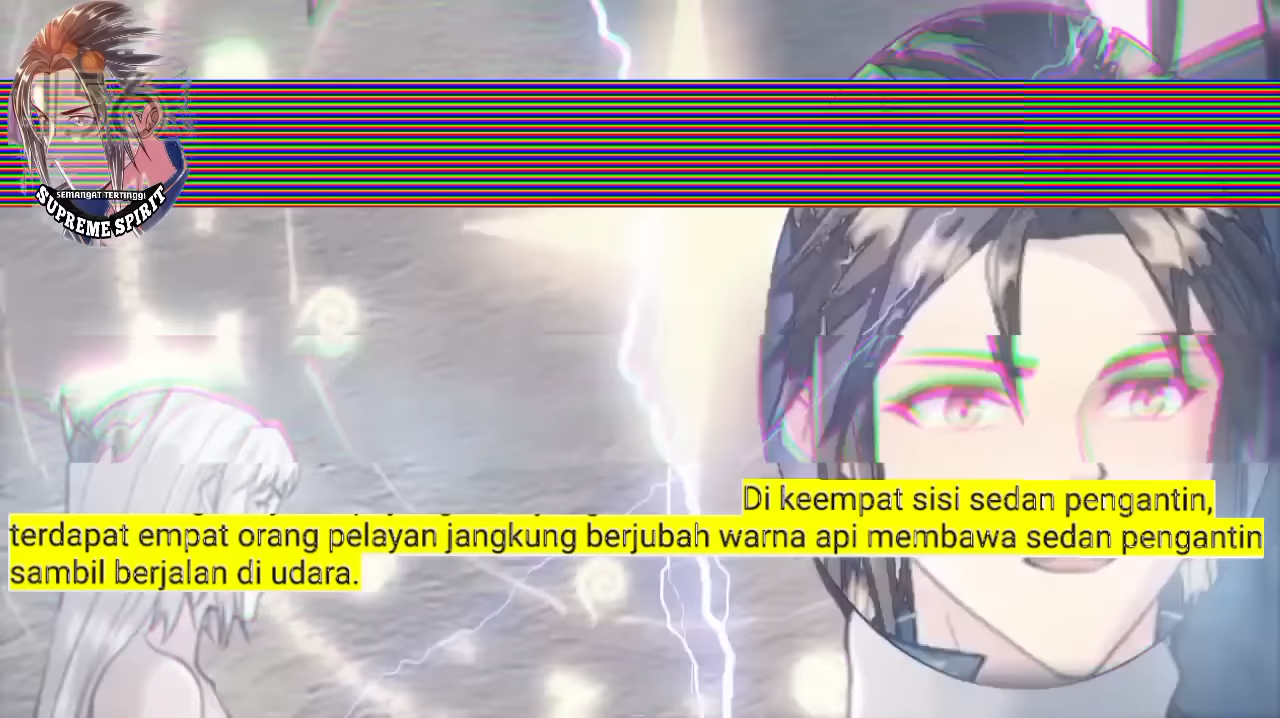 SEMANGAT TERTINGGI
SUPREME SPIRIT
Di keempat sisi sedan pengantin,
terdapat empat orang pelayan jangkung berjubah warna api membawa sedan pengantin
sambil berjalan di udara.